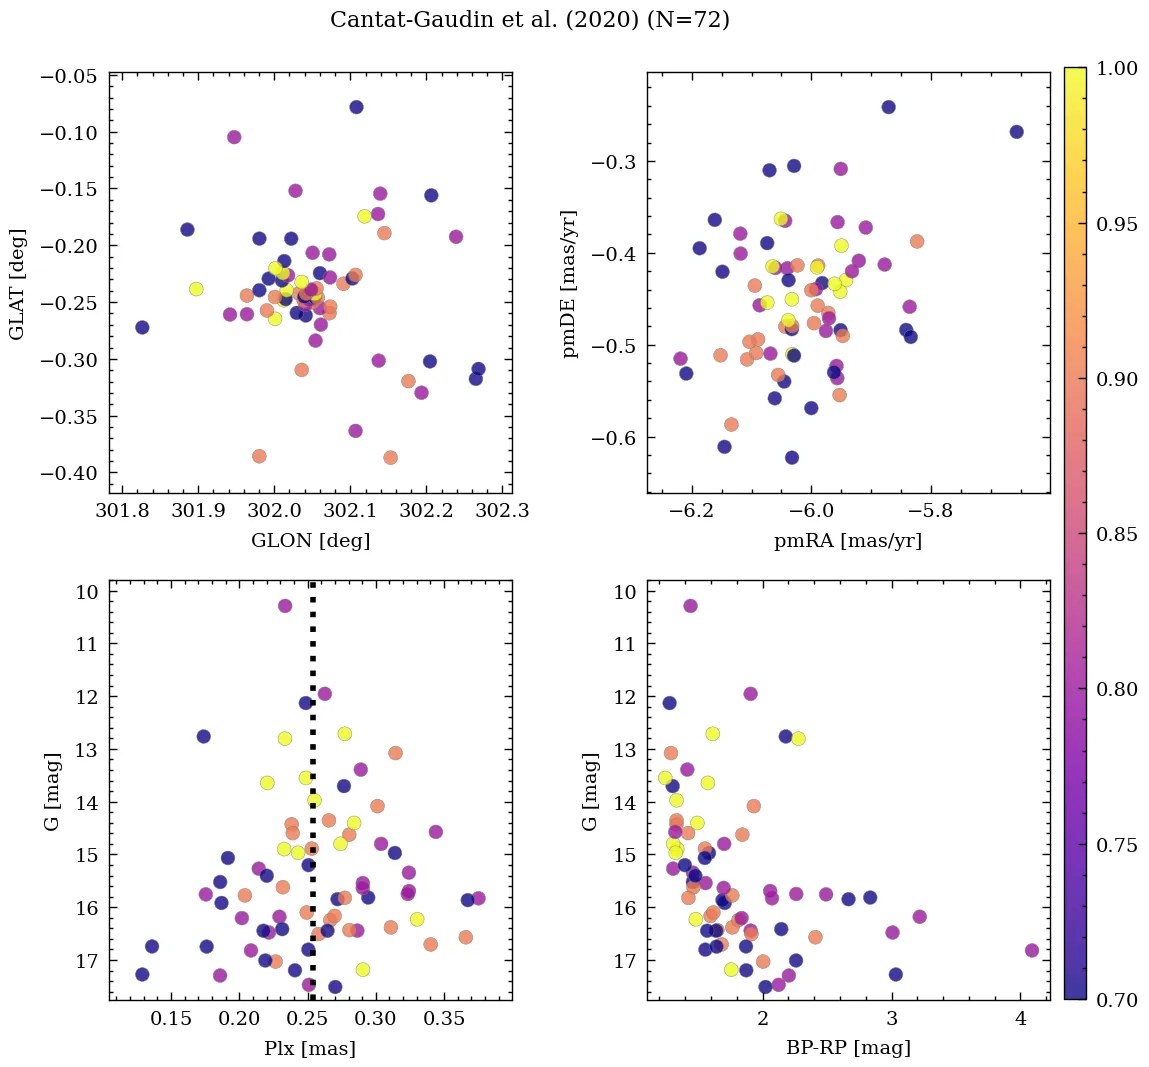 Cantat-Gaudin et al. (2020) (N=72)
−0.05
−0.10
−0.15
−0.20
−0.25
−0.30
−0.35
−0.40
GLAT [deg]
301.8 301.9 302.0 302.1 302.2 302.3
GLON [deg]
−0.3
−0.4
−0.5
−0.6
pmDE [mas/yr]
−6.2 −6.0 −5.8
pmRA [mas/yr]
10
11
12
13
14
15
16
17
G [mag]
0.15 0.20 0.25 0.30 0.35
Plx [mas]
10
11
12
13
14
15
16
17
G [mag]
2 3 4
BP-RP [mag]
1.00
0.95
0.90
0.85
0.80
0.75
0.70